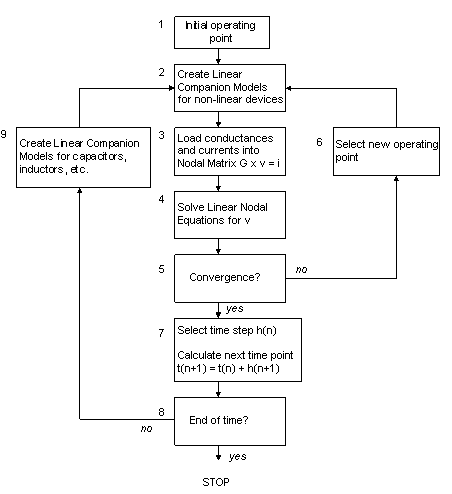 1
Initial operating
point
2
Create Linear
Companion Models
for non-linear devices
3
Load conductances
and currents into
Nodal Matrix G x v = i
4
Solve Linear Nodal
Equations for v
5
Convergence?
no
yes
6
Select new operating
point
7
Select time step h(n)
Calculate next time point
t(n+1) = t(n) + h(n+1)
8
End of time?
no
yes
STOP
9
Create Linear Companion
Models for capacitors,
inductors, etc.